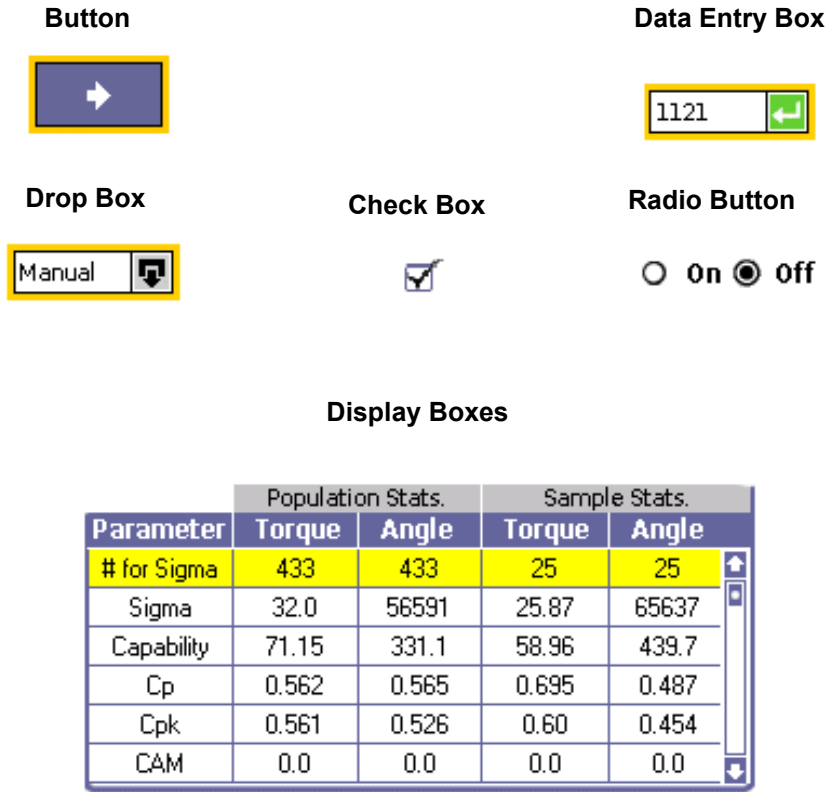 Button
Data Entry Box
1121
Drop Box
Check Box
Radio Button
Manual
On Off
Display Boxes
Population Stats. Sample Stats.
Parameter Torque Angle Torque Angle
# for Sigma 433 433 25 25
Sigma 32.0 56591 25.87 65637
Capability 71.15 331.1 58.96 439.7
Cp 0.562 0.565 0.695 0.487
Cpk 0.561 0.526 0.60 0.454
CAM 0.0 0.0 0.0 0.0